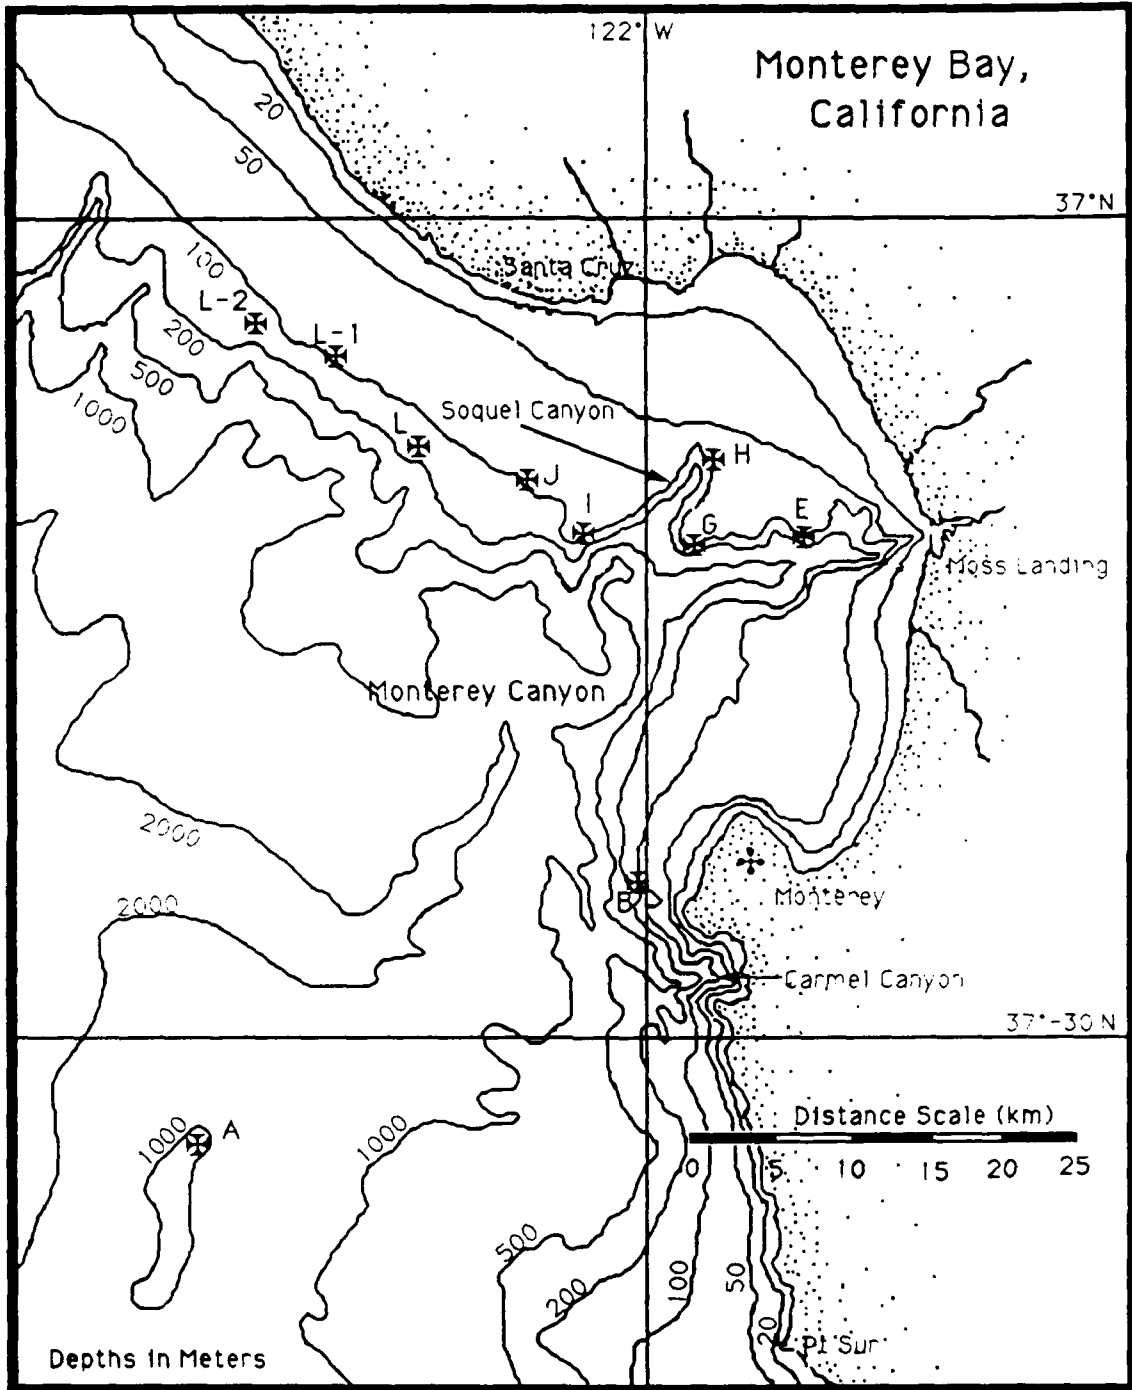 122° W
Monterey Bay,
California
20
50
37°N
Santa Cruz
100
L-2
L-1
200
500
1000
Soquel Canyon
L
J
H
I
G
E
Moss Landing
Monterey Canyon
2000
2000
B
Monterey
Carmel Canyon
37°-30 N
Distance Scale (km)
0 5 10 15 20 25
1000
A
1000
500
200
100
50
20
Pt Sur
Depths in Meters